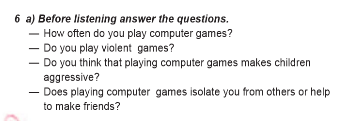 6 a) Before listening answer the questions.
— How often do you play computer games?
— Do you play violent games?
— Do you think that playing computer games makes children
aggressive?
— Does playing computer games isolate you from others or help
to make friends?